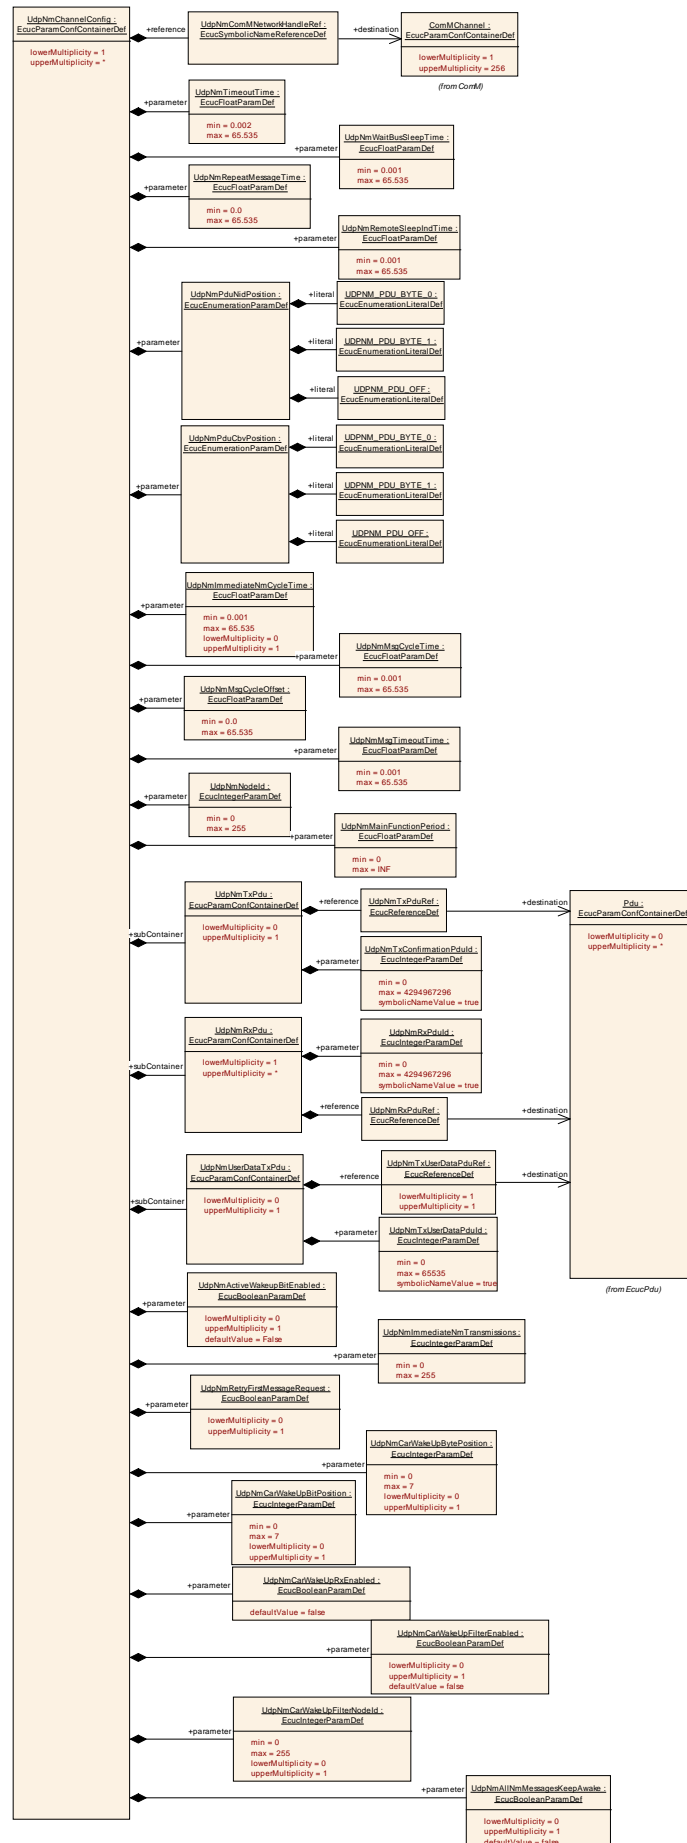 UdpNmChannelConfig :
EcucParamConfContainerDef
lowerMultiplicity = 1
upperMultiplicity = *
+reference
UdpNmComMNetworkHandleRef :
EcucSymbolicNameReferenceDef
+destination
ComMChannel :
EcucParamConfContainerDef
lowerMultiplicity = 1
upperMultiplicity = 256
(from ComM)
+parameter
UdpNmTimeoutTime :
EcucFloatParamDef
min = 0.002
max = 65.535
+parameter
UdpNmWaitBusSleepTime :
EcucFloatParamDef
min = 0.001
max = 65.535
+parameter
UdpNmRepeatMessageTime :
EcucFloatParamDef
min = 0.0
max = 65.535
+parameter
UdpNmRemoteSleepIndTime :
EcucFloatParamDef
min = 0.001
max = 65.535
+parameter
UdpNmPduNidPosition :
EcucEnumerationParamDef
+literal
UDPNM_PDU_BYTE_0 :
EcucEnumerationLiteralDef
+literal
UDPNM_PDU_BYTE_1 :
EcucEnumerationLiteralDef
+literal
UDPNM_PDU_OFF :
EcucEnumerationLiteralDef
+parameter
UdpNmPduCbvPosition :
EcucEnumerationParamDef
+literal
UDPNM_PDU_BYTE_0 :
EcucEnumerationLiteralDef
+literal
UDPNM_PDU_BYTE_1 :
EcucEnumerationLiteralDef
+literal
UDPNM_PDU_OFF :
EcucEnumerationLiteralDef
+parameter
UdpNmImmediateNmCycleTime :
EcucFloatParamDef
min = 0.001
max = 65.535
lowerMultiplicity = 0
upperMultiplicity = 1
+parameter
UdpNmMsgCycleTime :
EcucFloatParamDef
min = 0.001
max = 65.535
+parameter
UdpNmMsgCycleOffset :
EcucFloatParamDef
min = 0.0
max = 65.535
+parameter
UdpNmMsgTimeoutTime :
EcucFloatParamDef
min = 0.001
max = 65.535
+parameter
UdpNmNodeId :
EcucIntegerParamDef
min = 0
max = 255
+parameter
UdpNmMainFunctionPeriod :
EcucFloatParamDef
min = 0
max = INF
+subContainer
UdpNmTxPdu :
EcucParamConfContainerDef
lowerMultiplicity = 0
upperMultiplicity = 1
+reference
UdpNmTxPduRef :
EcucReferenceDef
+destination
Pdu :
EcucParamConfContainerDef
lowerMultiplicity = 0
upperMultiplicity = *
+parameter
UdpNmTxConfirmationPduId :
EcucIntegerParamDef
min = 0
max = 4294967296
symbolicNameValue = true
+subContainer
UdpNmRxPdu :
EcucParamConfContainerDef
lowerMultiplicity = 1
upperMultiplicity = *
+parameter
UdpNmRxPduId :
EcucIntegerParamDef
min = 0
max = 4294967296
symbolicNameValue = true
+reference
UdpNmRxPduRef :
EcucReferenceDef
+destination
+subContainer
UdpNmUserDataTxPdu :
EcucParamConfContainerDef
lowerMultiplicity = 0
upperMultiplicity = 1
+reference
UdpNmTxUserDataPduRef :
EcucReferenceDef
lowerMultiplicity = 1
upperMultiplicity = 1
+destination
+parameter
UdpNmTxUserDataPduId :
EcucIntegerParamDef
min = 0
max = 65535
symbolicNameValue = true
(from EcucPdu)
+parameter
UdpNmActiveWakeupBitEnabled :
EcucBooleanParamDef
lowerMultiplicity = 0
upperMultiplicity = 1
defaultValue = False
+parameter
UdpNmImmediateNmTransmissions :
EcucIntegerParamDef
min = 0
max = 255
+parameter
UdpNmRetryFirstMessageRequest :
EcucBooleanParamDef
lowerMultiplicity = 0
upperMultiplicity = 1
+parameter
UdpNmCarWakeUpBytePosition :
EcucIntegerParamDef
min = 0
max = 7
lowerMultiplicity = 0
upperMultiplicity = 1
+parameter
UdpNmCarWakeUpBitPosition :
EcucIntegerParamDef
min = 0
max = 7
lowerMultiplicity = 0
upperMultiplicity = 1
+parameter
UdpNmCarWakeUpRxEnabled :
EcucBooleanParamDef
defaultValue = false
+parameter
UdpNmCarWakeUpFilterEnabled :
EcucBooleanParamDef
lowerMultiplicity = 0
upperMultiplicity = 1
defaultValue = false
+parameter
UdpNmCarWakeUpFilterNodeId :
EcucIntegerParamDef
min = 0
max = 255
lowerMultiplicity = 0
upperMultiplicity = 1
+parameter
UdpNmAllNmMessagesKeepAwake :
EcucBooleanParamDef
lowerMultiplicity = 0
upperMultiplicity = 1
defaultValue = false